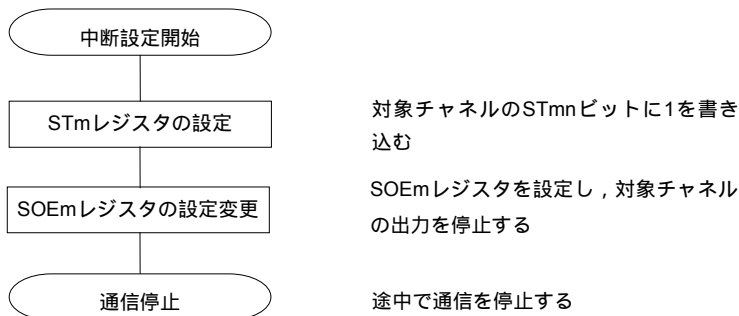 中断設定開始
STmレジスタの設定
対象チャネルのSTmnビットに1を書き
込む
SOEmレジスタの設定変更
SOEmレジスタを設定し，対象チャネル
の出力を停止する
通信停止
途中で通信を停止する